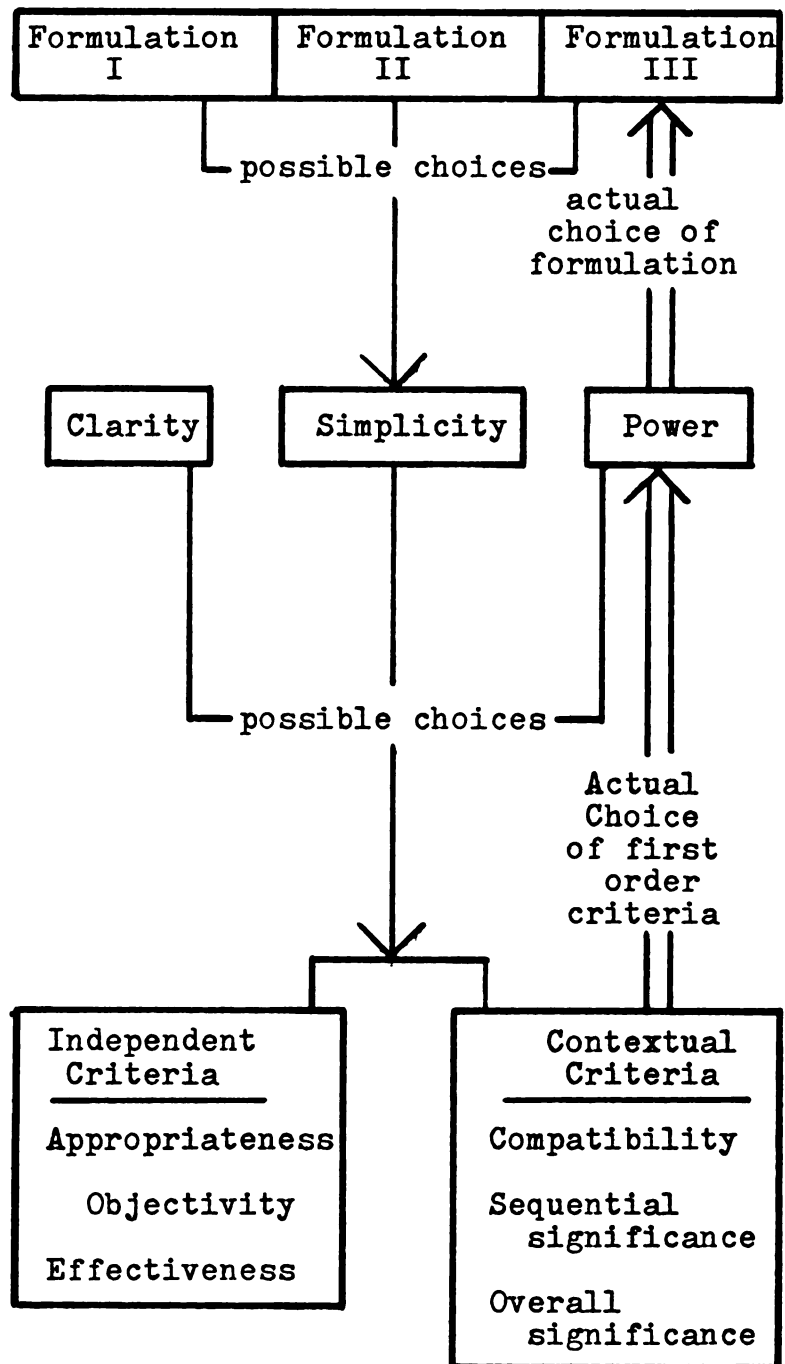 Formulation
I
Formulation
II
Formulation
III
possible choices
actual
choice of
formulation
Clarity
Simplicity
Power
possible choices
Actual
Choice
of first
order
criteria
Independent
Criteria
Appropriateness
Objectivity
Effectiveness
Contextual
Criteria
Compatibility
Sequential
significance
Overall
significance